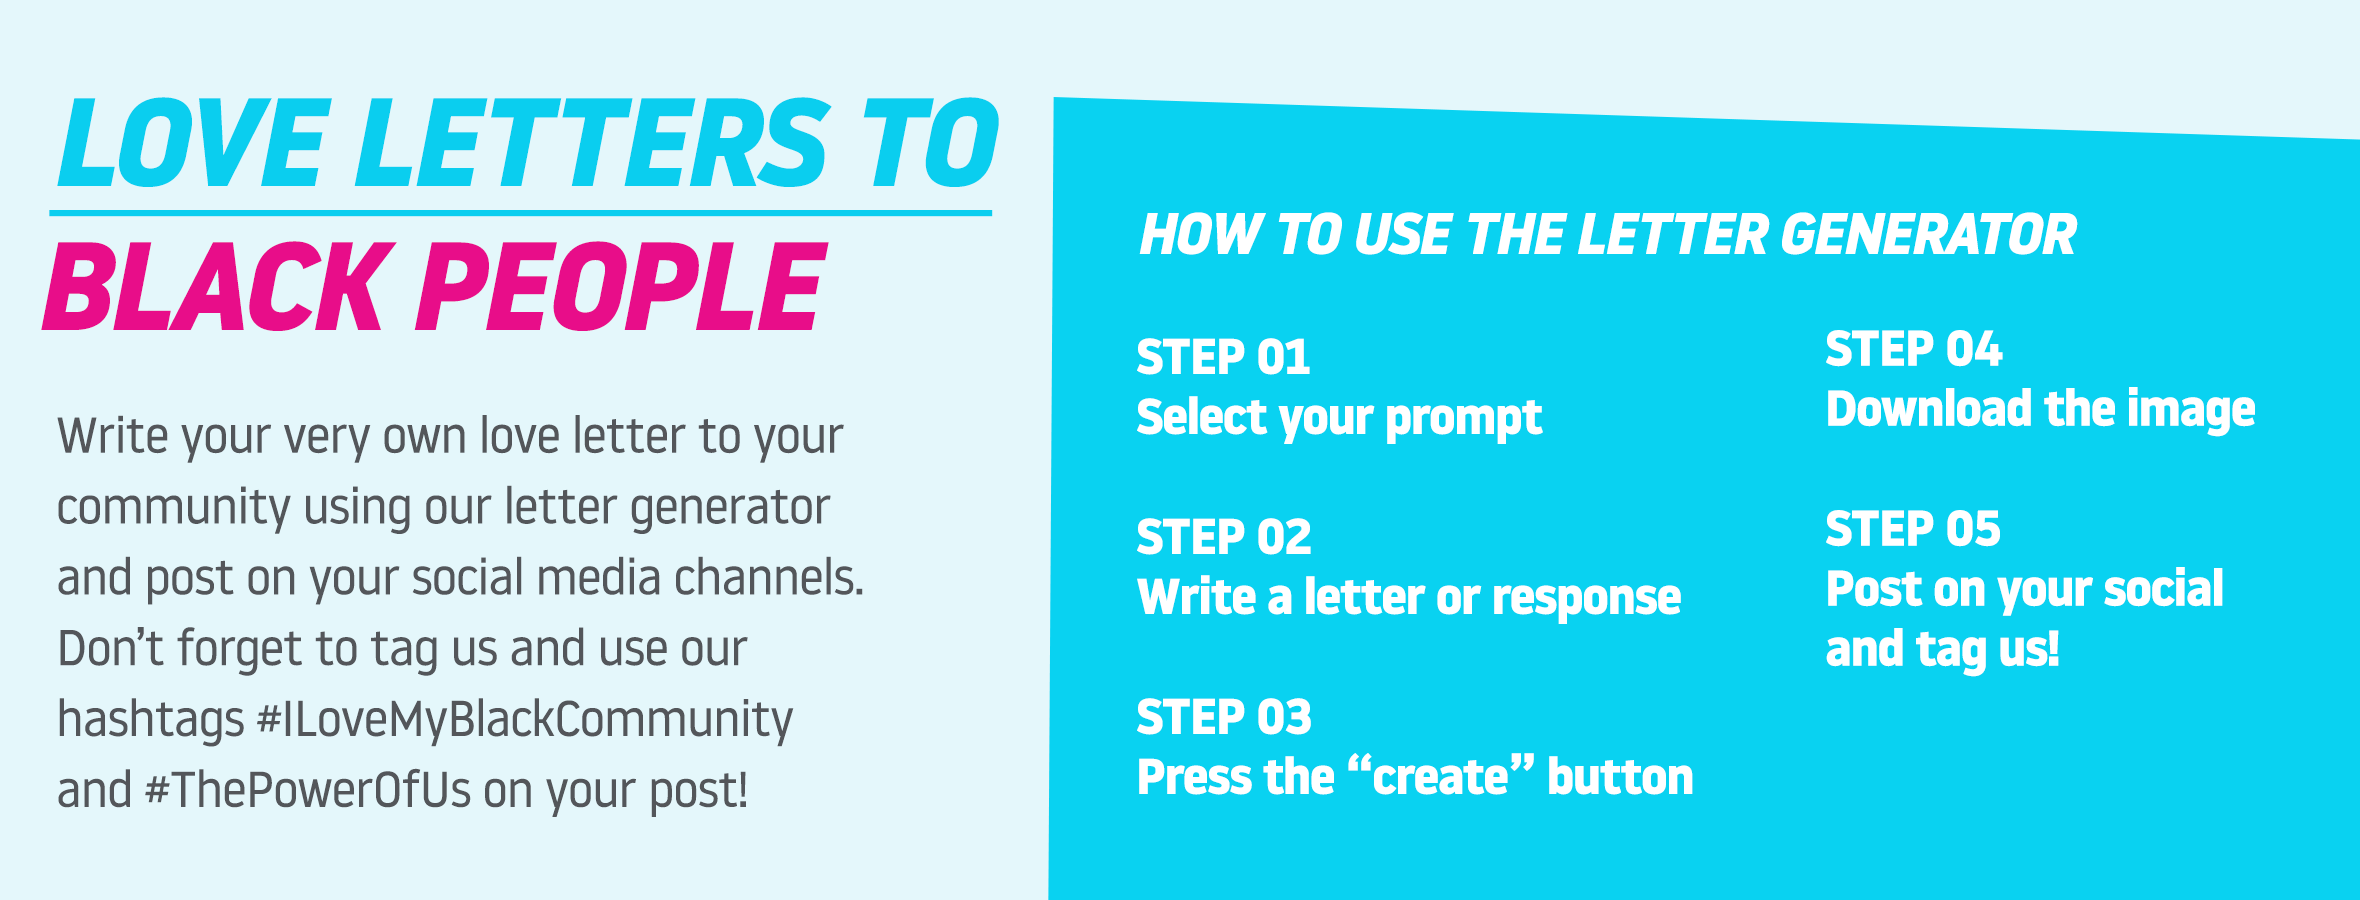 LOVE LETTERS TO
BLACK PEOPLE
Write your very own love letter to your
community using our letter generator
and post on your social media channels.
Don’t forget to tag us and use our
hashtags #ILoveMyBlackCommunity
and #ThePowerOfUs on your post!
HOW TO USE THE LETTER GENERATOR
STEP 01
Select your prompt
STEP 02
Write a letter or response
STEP 03
Press the “create” button
STEP 04
Download the image
STEP 05
Post on your social
and tag us!